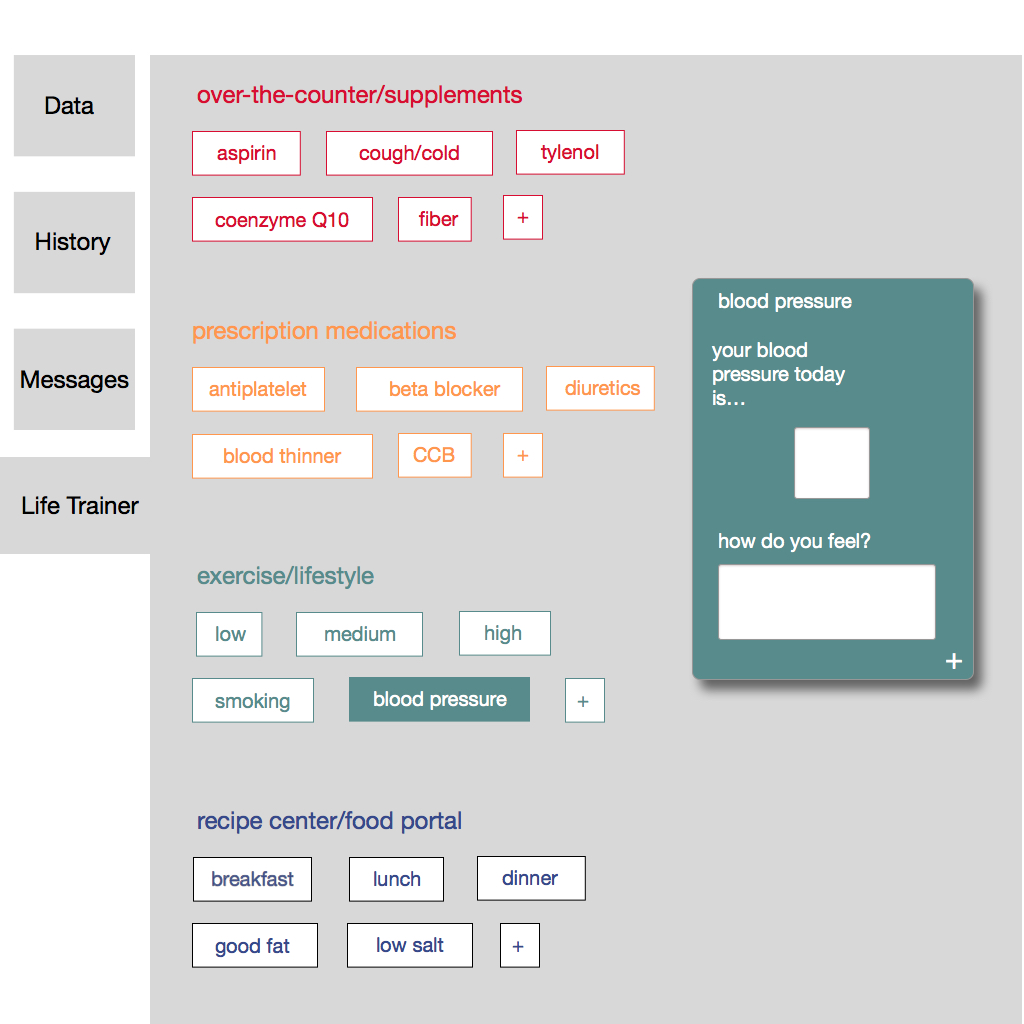 Data
History
Messages
Life Trainer
over-the-counter/supplements
aspirin
cough/cold
tylenol
coenzyme Q10
fiber
+
prescription medications
antiplatelet
beta blocker
diuretics
blood thinner
CCB
+
exercise/lifestyle
low
medium
high
smoking
blood pressure
+
recipe center/food portal
breakfast
lunch
dinner
good fat
low salt
+
blood pressure
your blood
pressure today
is...
how do you feel?
+